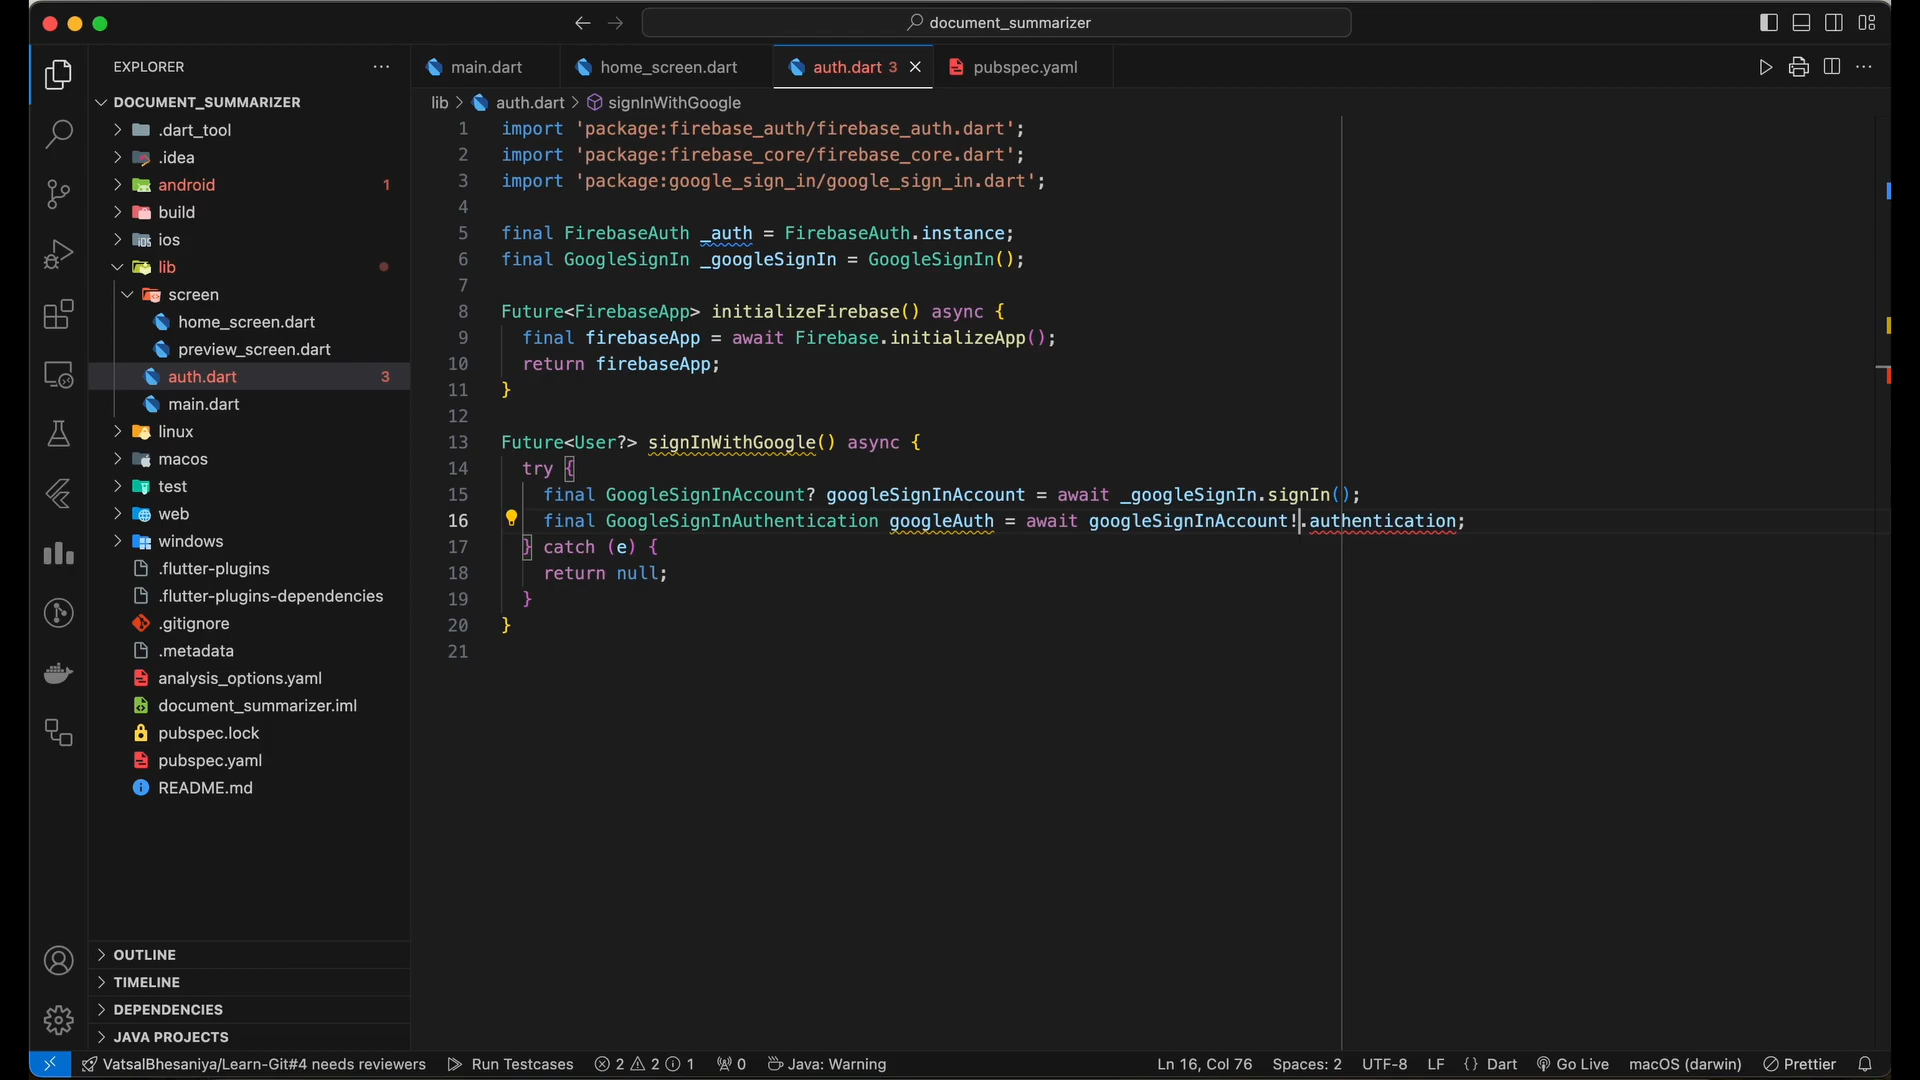 document_summarizer
EXPLORER
main.dart
home_screen.dart
auth.dart 3
pubspec.yaml
DOCUMENT_SUMMARIZER
.dart_tool
.idea
android 1
build
ios
lib
screen
home_screen.dart
preview_screen.dart
auth.dart 3
main.dart
linux
macos
test
web
windows
.flutter-plugins
.flutter-plugins-dependencies
.gitignore
.metadata
analysis_options.yaml
document_summarizer.iml
pubspec.lock
pubspec.yaml
README.md
OUTLINE
TIMELINE
DEPENDENCIES
JAVA PROJECTS
lib > auth.dart > signInWithGoogle
1 import 'package:firebase_auth/firebase_auth.dart';
2 import 'package:firebase_core/firebase_core.dart';
3 import 'package:google_sign_in/google_sign_in.dart';
4
5 final FirebaseAuth _auth = FirebaseAuth.instance;
6 final GoogleSignIn _googleSignIn = GoogleSignIn();
7
8 Future<FirebaseApp> initializeFirebase() async {
9 final firebaseApp = await Firebase.initializeApp();
10 return firebaseApp;
11 }
12
13 Future<User?> signInWithGoogle() async {
14 try {
15 final GoogleSignInAccount? googleSignInAccount = await _googleSignIn.signIn();
16 final GoogleSignInAuthentication googleAuth = await googleSignInAccount!.authentication;
17 } catch (e) {
18 return null;
19 }
20 }
21
VatsalBhesaniya/Learn-Git#4 needs reviewers
Run Testcases
2 2 1
0
Java: Warning
Ln 16, Col 76
Spaces: 2
UTF-8
LF
{} Dart
Go Live
macOS (darwin)
Prettier